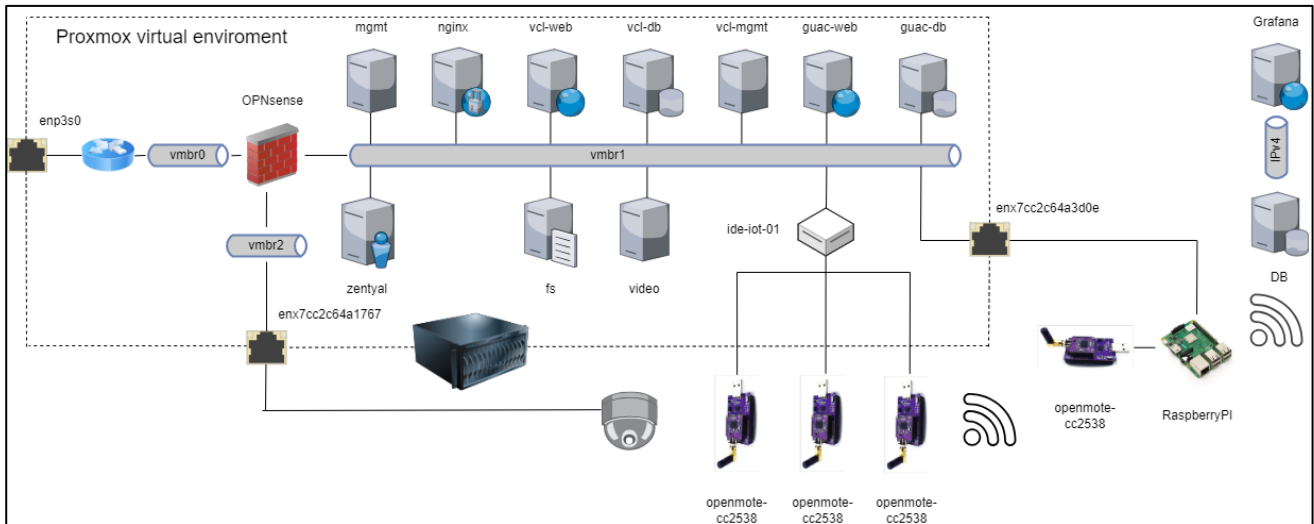 Proxmox virtual enviroment
mgmt
nginx
vcl-web
vcl-db
vcl-mgmt
guac-web
guac-db
Grafana
OPNsense
enp3s0
vmbr0
vmbr1
IPv4
enx7cc2c64a3d0e
ide-iot-01
vmbr2
zentyal
fs
video
DB
enx7cc2c64a1767
openmote-
cc2538
RaspberryPI
openmote-
cc2538
openmote-
cc2538
openmote-
cc2538